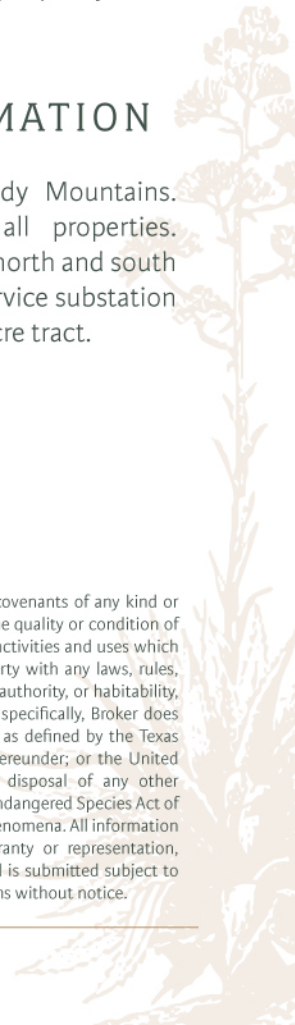 MATION
dy Mountains.
all properties.
north and south
rvice substation
cre tract.
covenants of any kind or
e quality or condition of
activities and uses which
rty with any laws, rules,
authority, or habitability,
specifically, Broker does
as defined by the Texas
ereunder; or the United
disposal of any other
ndangered Species Act of
enomena. All information
ranty or representation,
l is submitted subject to
ns without notice.